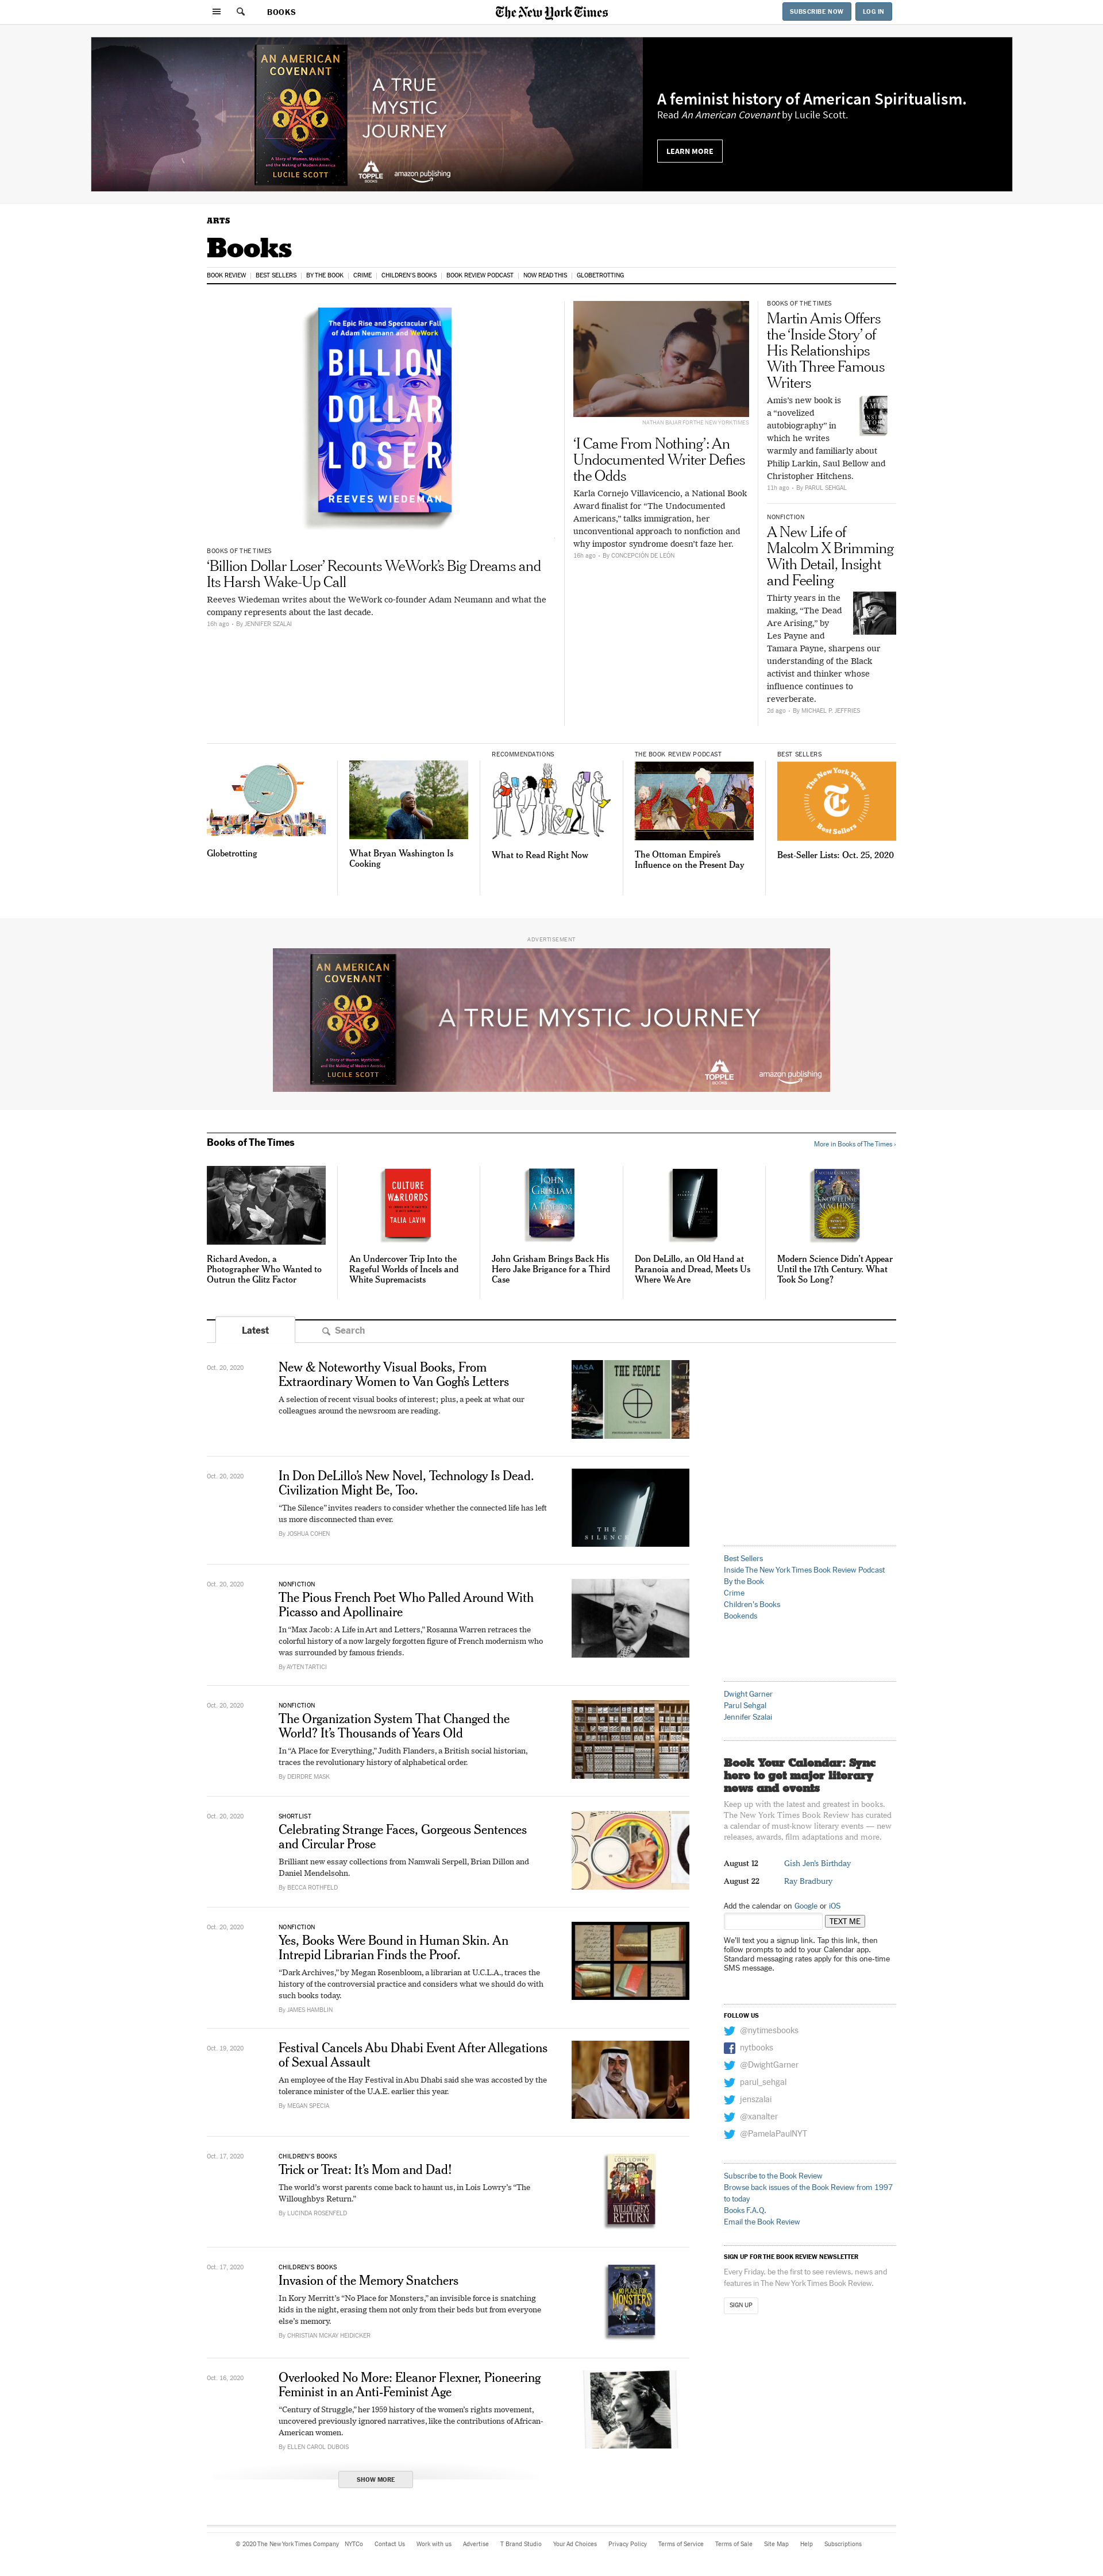 BOOKS
The New York Times
SUBSCRIBE NOW
LOG IN
AN AMERICAN
COVENANT
A Story of Women, Mysticism,
and the Making of Modern America
LUCILE SCOTT
A TRUE
MYSTIC
JOURNEY
TOPPLE
BOOKS
amazon publishing
A feminist history of American Spiritualism.
Read An American Covenant by Lucile Scott.
LEARN MORE
ARTS
Books
BOOK REVIEW
BEST SELLERS
BY THE BOOK
CRIME
CHILDREN'S BOOKS
BOOK REVIEW PODCAST
NOW READ THIS
GLOBETROTTING
The Epic Rise and Spectacular Fall
of Adam Neumann and WeWork
BILLION
DOLLAR
LOSER
REEVES WIEDEMAN
BOOKS OF THE TIMES
‘Billion Dollar Loser’ Recounts WeWork’s Big Dreams and
Its Harsh Wake-Up Call
Reeves Wiedeman writes about the WeWork co-founder Adam Neumann and what the
company represents about the last decade.
16h ago • By JENNIFER SZALAI
NATHAN BAJAR FOR THE NEW YORK TIMES
‘I Came From Nothing’: An
Undocumented Writer Defies
the Odds
Karla Cornejo Villavicencio, a National Book
Award finalist for “The Undocumented
Americans,” talks immigration, her
unconventional approach to nonfiction and
why impostor syndrome doesn’t faze her.
16h ago • By CONCEPCIÓN DE LEÓN
BOOKS OF THE TIMES
Martin Amis Offers
the ‘Inside Story’ of
His Relationships
With Three Famous
Writers
Amis’s new book is
a “novelized
autobiography” in
which he writes
warmly and familiarly about
Philip Larkin, Saul Bellow and
Christopher Hitchens.
11h ago • By PARUL SEHGAL
NONFICTION
A New Life of
Malcolm X Brimming
With Detail, Insight
and Feeling
Thirty years in the
making, “The Dead
Are Arising,” by
Les Payne and
Tamara Payne, sharpens our
understanding of the Black
activist and thinker whose
influence continues to
reverberate.
2d ago • By MICHAEL P. JEFFRIES
Globetrotting
What Bryan Washington Is
Cooking
RECOMMENDATIONS
What to Read Right Now
THE BOOK REVIEW PODCAST
The Ottoman Empire’s
Influence on the Present Day
BEST SELLERS
The New York Times
Best Sellers
Best-Seller Lists: Oct. 25, 2020
ADVERTISEMENT
AN AMERICAN
COVENANT
A Story of Women, Mysticism,
and the Making of Modern America
LUCILE SCOTT
A TRUE MYSTIC JOURNEY
TOPPLE
BOOKS
amazon publishing
Books of The Times
More in Books of The Times ›
Richard Avedon, a
Photographer Who Wanted to
Outrun the Glitz Factor
CULTURE
WARLORDS
TALIA LAVIN
An Undercover Trip Into the
Rageful Worlds of Incels and
White Supremacists
JOHN
GRISHAM
A TIME FOR
MERCY
John Grisham Brings Back His
Hero Jake Brigance for a Third
Case
Don DeLillo, an Old Hand at
Paranoia and Dread, Meets Us
Where We Are
KNOWLEDGE
MACHINE
Modern Science Didn’t Appear
Until the 17th Century. What
Took So Long?
Latest
Search
Oct. 20, 2020
New & Noteworthy Visual Books, From
Extraordinary Women to Van Gogh’s Letters
A selection of recent visual books of interest; plus, a peek at what our
colleagues around the newsroom are reading.
NASA
THE PEOPLE
Oct. 20, 2020
In Don DeLillo’s New Novel, Technology Is Dead.
Civilization Might Be, Too.
“The Silence” invites readers to consider whether the connected life has left
us more disconnected than ever.
By JOSHUA COHEN
THE
SILENCE
Oct. 20, 2020
NONFICTION
The Pious French Poet Who Palled Around With
Picasso and Apollinaire
In “Max Jacob: A Life in Art and Letters,” Rosanna Warren retraces the
colorful history of a now largely forgotten figure of French modernism who
was surrounded by famous friends.
By AYTEN TARTICI
Oct. 20, 2020
NONFICTION
The Organization System That Changed the
World? It’s Thousands of Years Old
In “A Place for Everything,” Judith Flanders, a British social historian,
traces the revolutionary history of alphabetical order.
By DEIRDRE MASK
Oct. 20, 2020
SHORTLIST
Celebrating Strange Faces, Gorgeous Sentences
and Circular Prose
Brilliant new essay collections from Namwali Serpell, Brian Dillon and
Daniel Mendelsohn.
By BECCA ROTHFELD
Oct. 20, 2020
NONFICTION
Yes, Books Were Bound in Human Skin. An
Intrepid Librarian Finds the Proof.
“Dark Archives,” by Megan Rosenbloom, a librarian at U.C.L.A., traces the
history of the controversial practice and considers what we should do with
such books today.
By JAMES HAMBLIN
Oct. 19, 2020
Festival Cancels Abu Dhabi Event After Allegations
of Sexual Assault
An employee of the Hay Festival in Abu Dhabi said she was accosted by the
tolerance minister of the U.A.E. earlier this year.
By MEGAN SPECIA
Oct. 17, 2020
CHILDREN’S BOOKS
Trick or Treat: It’s Mom and Dad!
The world’s worst parents come back to haunt us, in Lois Lowry’s “The
Willoughbys Return.”
By LUCINDA ROSENFELD
LOIS LOWRY
WILLOUGHBYS
RETURN
Oct. 17, 2020
CHILDREN’S BOOKS
Invasion of the Memory Snatchers
In Kory Merritt’s “No Place for Monsters,” an invisible force is snatching
kids in the night, erasing them not only from their beds but from everyone
else’s memory.
By CHRISTIAN MCKAY HEIDICKER
NO PLACE FOR
MONSTERS
Oct. 16, 2020
Overlooked No More: Eleanor Flexner, Pioneering
Feminist in an Anti-Feminist Age
“Century of Struggle,” her 1959 history of the women’s rights movement,
uncovered previously ignored narratives, like the contributions of African-
American women.
By ELLEN CAROL DUBOIS
SHOW MORE
Best Sellers
Inside The New York Times Book Review Podcast
By the Book
Crime
Children's Books
Bookends
Dwight Garner
Parul Sehgal
Jennifer Szalai
Book Your Calendar: Sync
here to get major literary
news and events
Keep up with the latest and greatest in books.
The New York Times Book Review has curated
a calendar of must-know literary events — new
releases, awards, film adaptations and more.
August 12
Gish Jen’s Birthday
August 22
Ray Bradbury
Add the calendar on Google or iOS
TEXT ME
We'll text you a signup link. Tap this link, then
follow prompts to add to your Calendar app.
Standard messaging rates apply for this one-time
SMS message.
FOLLOW US
@nytimesbooks
nytbooks
@DwightGarner
parul_sehgal
jenszalai
@xanalter
@PamelaPaulNYT
Subscribe to the Book Review
Browse back issues of the Book Review from 1997
to today
Books F.A.Q.
Email the Book Review
SIGN UP FOR THE BOOK REVIEW NEWSLETTER
Every Friday, be the first to see reviews, news and
features in The New York Times Book Review.
SIGN UP
© 2020 The New York Times Company
NYTCo
Contact Us
Work with us
Advertise
T Brand Studio
Your Ad Choices
Privacy Policy
Terms of Service
Terms of Sale
Site Map
Help
Subscriptions